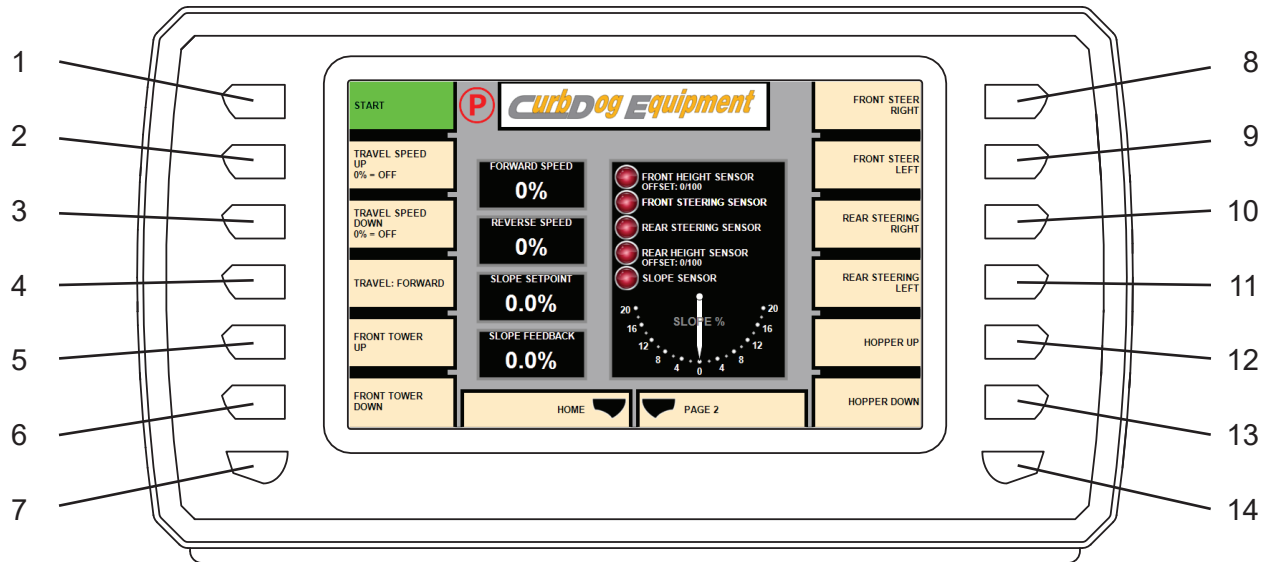 1
2
3
4
5
6
7
START
TRAVEL SPEED
UP
0% = OFF
TRAVEL SPEED
DOWN
0% = OFF
TRAVEL: FORWARD
FRONT TOWER
UP
FRONT TOWER
DOWN
P
CurbDog Equipment
FORWARD SPEED
0%
REVERSE SPEED
0%
SLOPE SETPOINT
0.0%
SLOPE FEEDBACK
0.0%
FRONT HEIGHT SENSOR
OFFSET: 0/100
FRONT STEERING SENSOR
REAR STEERING SENSOR
REAR HEIGHT SENSOR
OFFSET: 0/100
SLOPE SENSOR
SLOPE %
20 16 12 8 4 0 4 8 12 16 20
HOME
PAGE 2
FRONT STEER
RIGHT
FRONT STEER
LEFT
REAR STEERING
RIGHT
REAR STEERING
LEFT
HOPPER UP
HOPPER DOWN
8
9
10
11
12
13
14